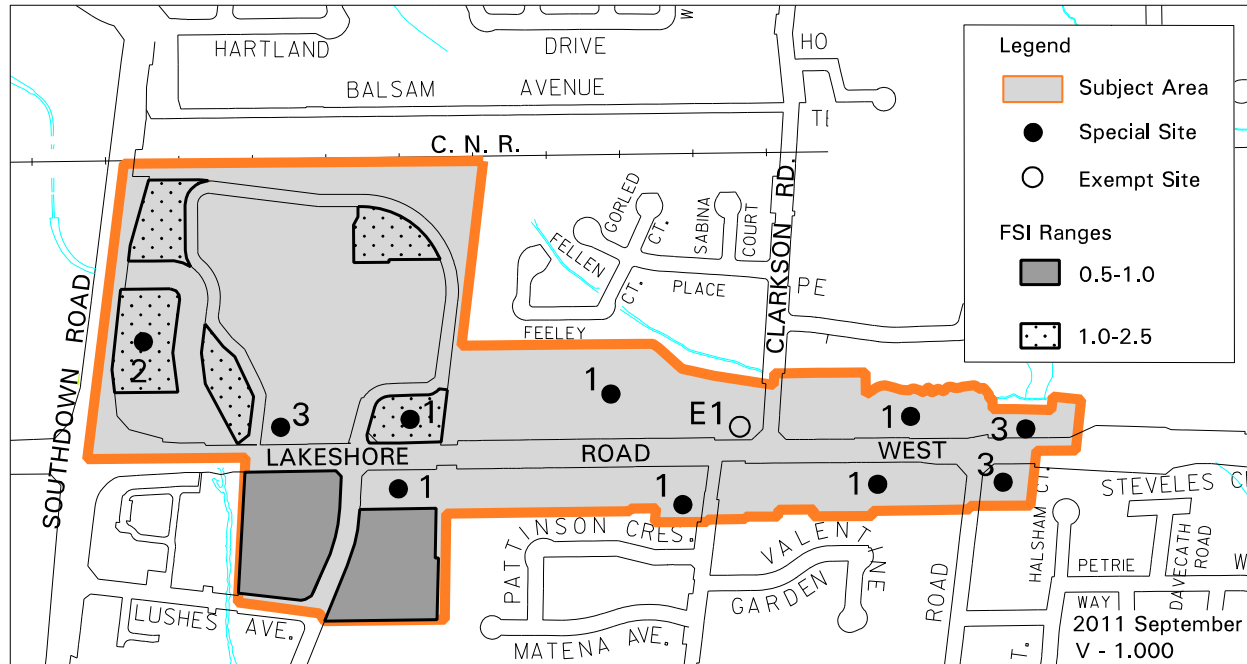 HARTLAND DRIVE
BALSAM AVENUE
C. N. R.
HO
TE
W
Legend
Subject Area
Special Site
Exempt Site
FSI Ranges
0.5-1.0
1.0-2.5
SOUTHDOWN ROAD
CLARKSON RD.
GORLED CT.
SABINA COURT
FELLEN CT.
PLACE
FEELEY
PE
2
3
1
1
E1
1
3
LAKESHORE ROAD WEST
1
1
1
3
LUSHES AVE.
PATTINSON CRES.
MATENA AVE.
VALENTINE
GARDEN
ROAD
HALSHAM CT.
STEVELES
DAVECATH ROAD
PETRIE
WAY
W
T.
2011 September
V - 1.000